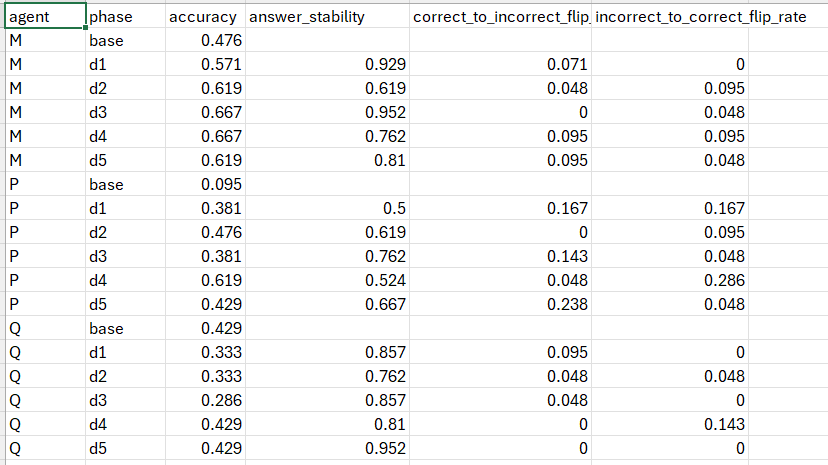 agent phase accuracy answer_stability correct_to_incorrect_flip_ incorrect_to_correct_flip_rate
M base 0.476
M d1 0.571 0.929 0.071 0
M d2 0.619 0.619 0.048 0.095
M d3 0.667 0.952 0 0.048
M d4 0.667 0.762 0.095 0.095
M d5 0.619 0.81 0.095 0.048
P base 0.095
P d1 0.381 0.5 0.167 0.167
P d2 0.476 0.619 0 0.095
P d3 0.381 0.762 0.143 0.048
P d4 0.619 0.524 0.048 0.286
P d5 0.429 0.667 0.238 0.048
Q base 0.429
Q d1 0.333 0.857 0.095 0
Q d2 0.333 0.762 0.048 0.048
Q d3 0.286 0.857 0.048 0
Q d4 0.429 0.81 0 0.143
Q d5 0.429 0.952 0 0